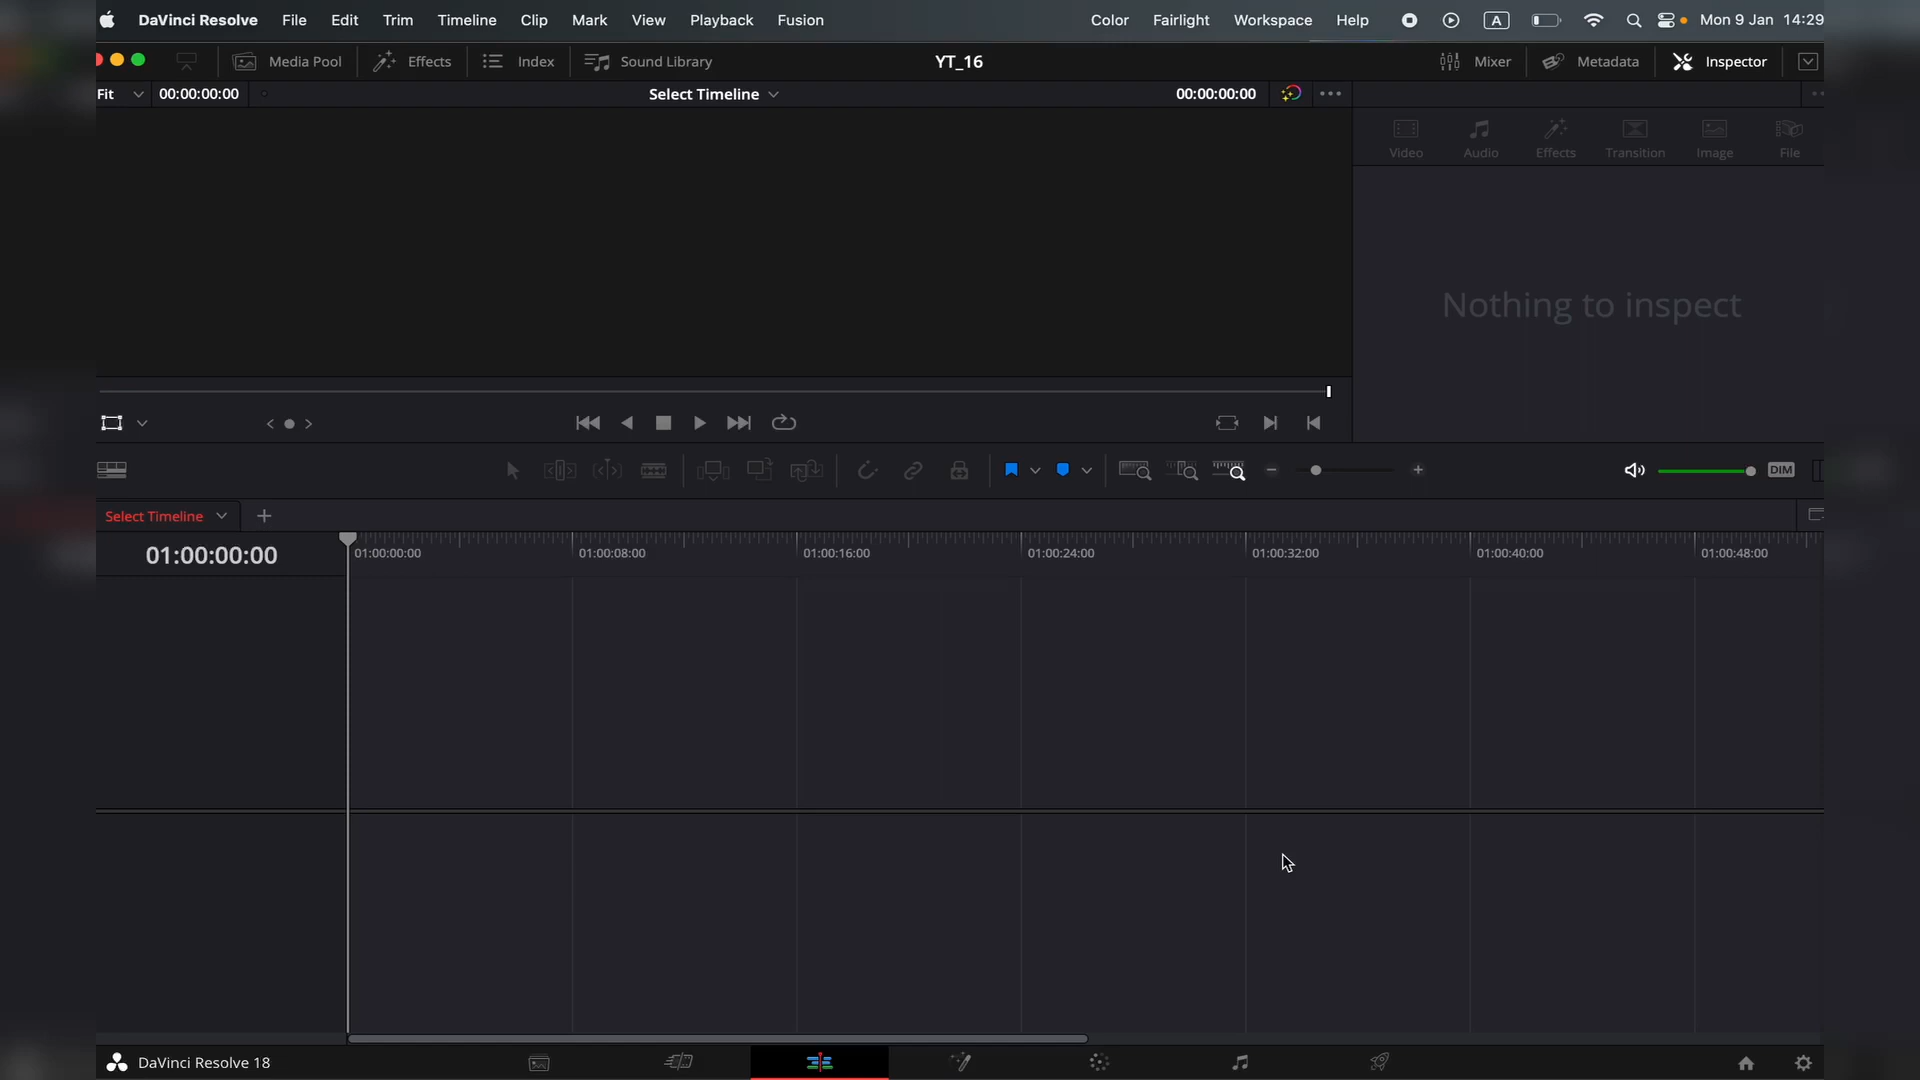 DaVinci Resolve File Edit Trim Timeline Clip Mark View Playback Fusion Color Fairlight Workspace Help A Mon 9 Jan 14:29
Media Pool Effects Index Sound Library YT_16 Mixer Metadata Inspector
Fit 00:00:00:00 Select Timeline 00:00:00:00
Video Audio Effects Transition Image File
Nothing to inspect
DIM
Select Timeline
01:00:00:00 01:00:00:00 01:00:08:00 01:00:16:00 01:00:24:00 01:00:32:00 01:00:40:00 01:00:48:00
DaVinci Resolve 18